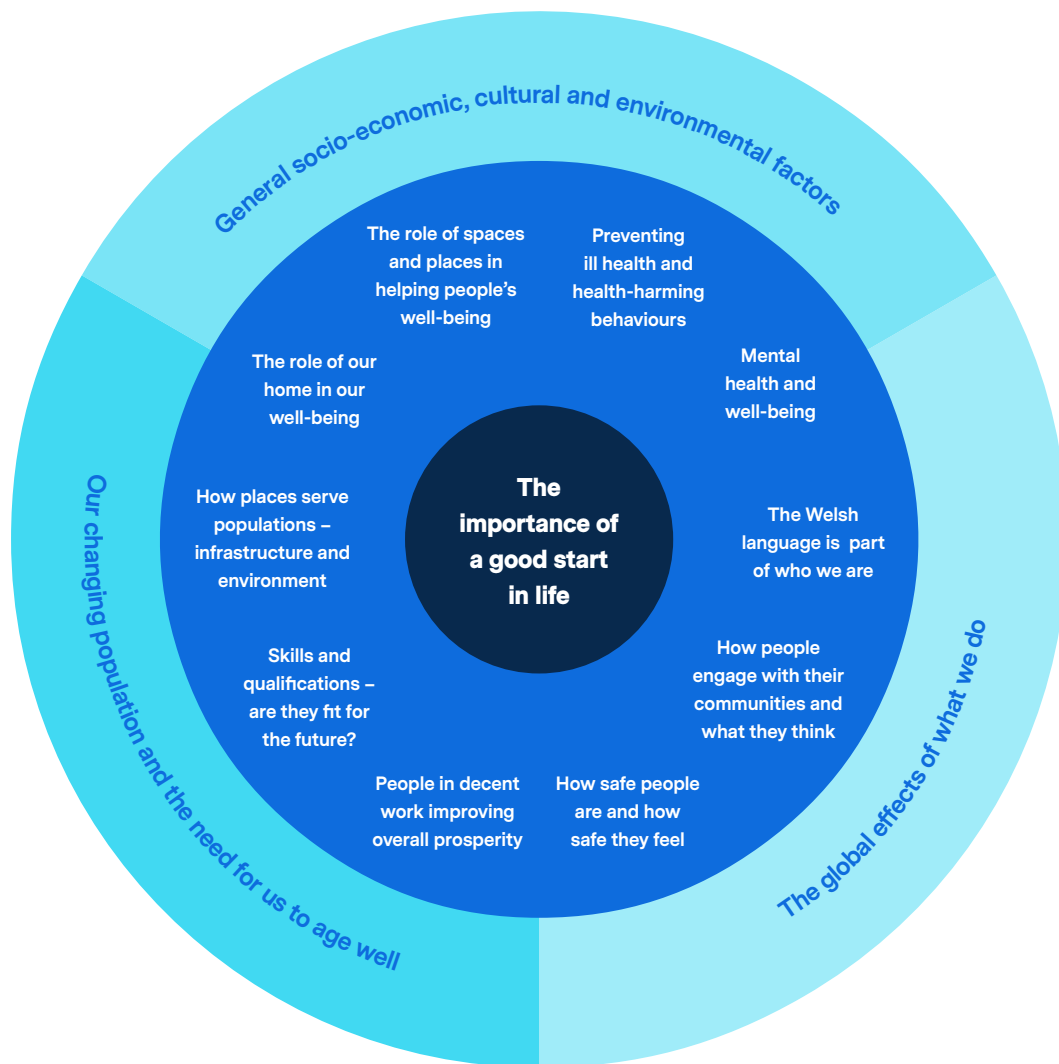 General socio-economic, cultural and environmental factors
The role of spaces
and places in
helping people’s
well-being
Preventing
ill health and
health-harming
behaviours
Mental
health and
well-being
The Welsh
language is  part
of who we are
How people
engage with their
communities and
what they think
How safe people
are and how
safe they feel
People in decent
work improving
overall prosperity
Skills and
qualifications –
are they fit for
the future?
How places serve
populations –
infrastructure and
environment
The role of our
home in our
well-being
The
importance of
a good start
in life
The global effects of what we do
Our changing population and the need for us to age well